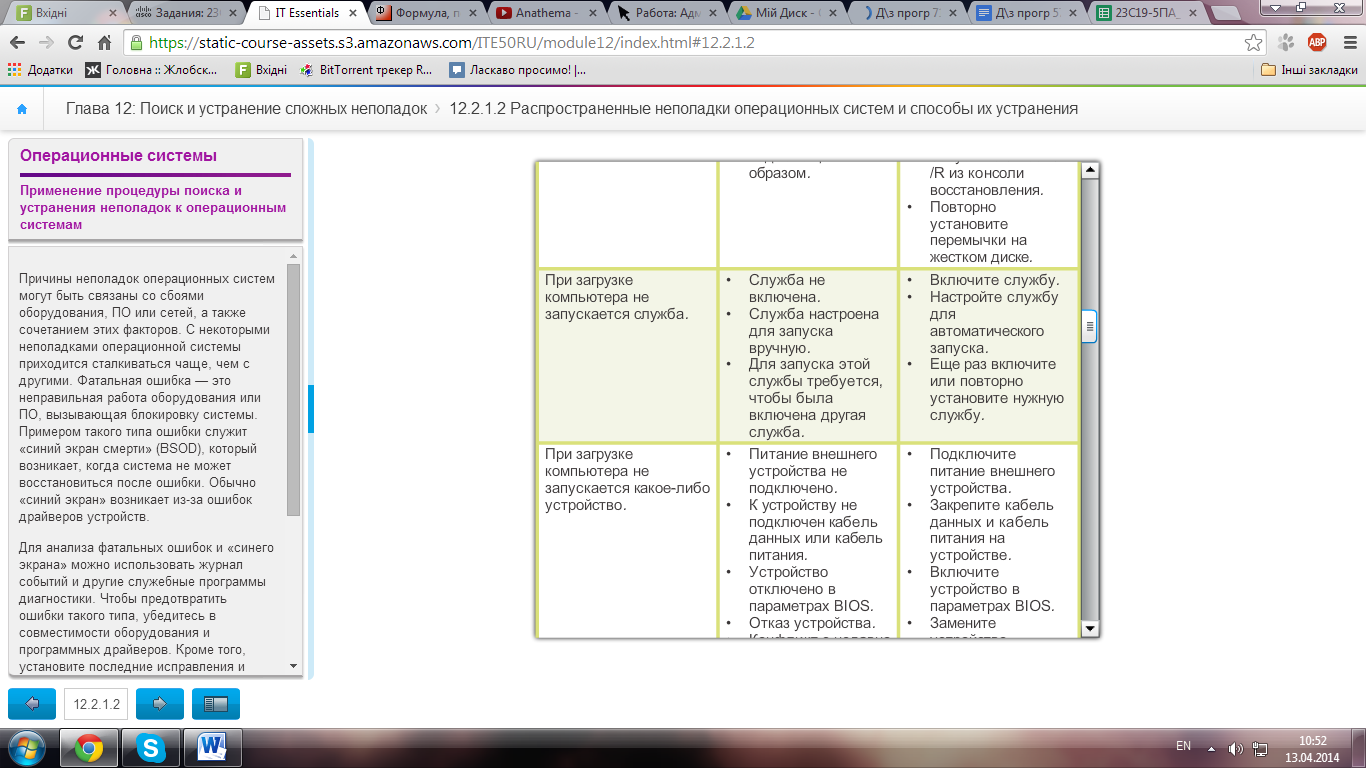 Вхідні
Задания: 23
IT Essentials
Формула, п
Anathema -
Работа: Адм
Мій Диск - 
Д\з прогр 7
Д\з прогр 5
23С19-5ПА_
https://static-course-assets.s3.amazonaws.com/ITE50RU/module12/index.html#12.2.1.2
ABP
Додатки
Головна :: Жлобск...
Вхідні
BitTorrent трекер R...
Ласкаво просимо! |...
Інші закладки
Глава 12: Поиск и устранение сложных неполадок
12.2.1.2 Распространенные неполадки операционных систем и способы их устранения
Операционные системы
Применение процедуры поиска и
устранения неполадок к операционным
системам
Причины неполадок операционных систем
могут быть связаны со сбоями
оборудования, ПО или сетей, а также
сочетанием этих факторов. С некоторыми
неполадками операционной системы
приходится сталкиваться чаще, чем с
другими. Фатальная ошибка — это
неправильная работа оборудования или
ПО, вызывающая блокировку системы.
Примером такого типа ошибки служит
«синий экран смерти» (BSOD), который
возникает, когда система не может
восстановиться после ошибки. Обычно
«синий экран» возникает из-за ошибок
драйверов устройств.
Для анализа фатальных ошибок и «синего
экрана» можно использовать журнал
событий и другие служебные программы
диагностики. Чтобы предотвратить
ошибки такого типа, убедитесь в
совместимости оборудования и
программных драйверов. Кроме того,
установите последние исправления и
образом.
/R из консоли
восстановления.
• Повторно
установите
перемычки на
жестком диске.
При загрузке
компьютера не
запускается служба.
• Служба не
включена.
• Служба настроена
для запуска
вручную.
• Для запуска этой
службы требуется,
чтобы была
включена другая
служба.
• Включите службу.
• Настройте службу
для
автоматического
запуска.
• Еще раз включите
или повторно
установите нужную
службу.
При загрузке
компьютера не
запускается какое-либо
устройство.
• Питание внешнего
устройства не
подключено.
• К устройству не
подключен кабель
данных или кабель
питания.
• Устройство
отключено в
параметрах BIOS.
• Отказ устройства.
• Подключите
питание внешнего
устройства.
• Закрепите кабель
данных и кабель
питания на
устройстве.
• Включите
устройство в
параметрах BIOS.
• Замените
12.2.1.2
EN
10:52
13.04.2014